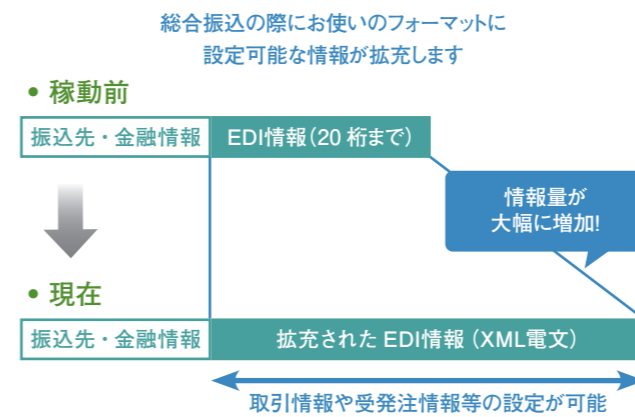 総合振込の際にお使いのフォーマットに
設定可能な情報が拡充します
• 稼動前
振込先・金融情報 EDI情報(20 桁まで)
情報量が
大幅に増加!
• 現在
振込先・金融情報 拡充された EDI情報 (XML電文)
取引情報や受発注情報等の設定が可能